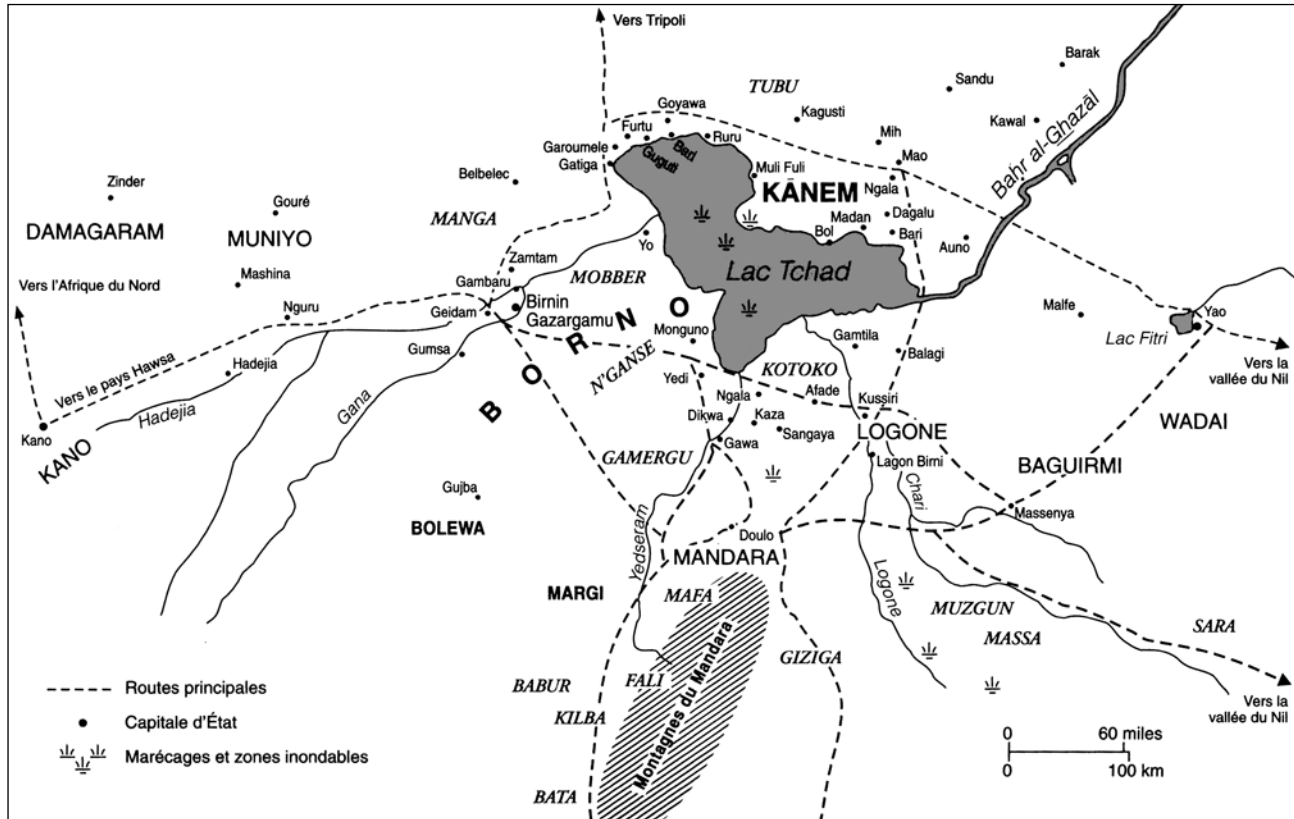 Vers Tripoli
Barak
Sandu
TUBU
Goyawa
Kagusti
Kawal
Furtu
Bari
Ruru
Mih
Garoumele
Guguti
Mao
Bahr al-Ghazāl
Gatiga
Muli Fuli
Zinder
Belbelec
KĀNEM
Ngala
Gouré
MANGA
Madan
Dagalu
DAMAGARAM
MUNIYO
Yo
Bol
Bari
Auno
Zamtam
Mashina
Gambaru
MOBBER
Lac Tchad
Vers l'Afrique du Nord
Birnin
Gazargamu
Nguru
Geidam
BORNO
Malfe
Yao
Monguno
Gamtila
Lac Fitri
Gumsa
N'GANSE
Balagi
Hadejia
Yedi
KOTOKO
Vers la
vallée du Nil
Vers le pays Hawsa
Hadejia
Gana
Ngala
Afade
Kussiri
Kano
Dikwa
Kaza
WADAI
KANO
Gawa
Sangaya
LOGONE
GAMERGU
Lagon Birni
BAGUIRMI
Gujba
Chari
BOLEWA
Massenya
Yedseram
Doulo
MANDARA
Logone
MARGI
MAFA
MUZGUN
SARA
MASSA
GIZIGA
FALI
Montagnes du Mandara
BABUR
KILBA
BATA
Vers la
vallée du Nil
Routes principales
Capitale d'État
Marécages et zones inondables
0 60 miles
0 100 km